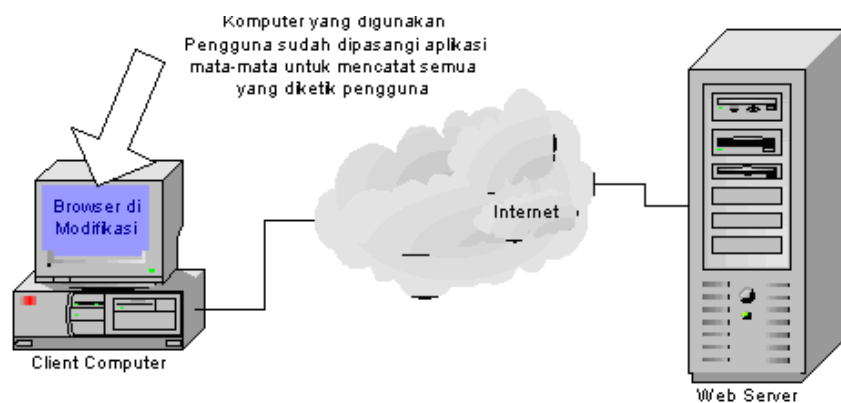 Komputer yang digunakan
Pengguna sudah dipasangi aplikasi
mata-mata untuk mencatat semua
yang diketik pengguna
Browser di
Modifikasi
Internet
Client Computer
Web Server